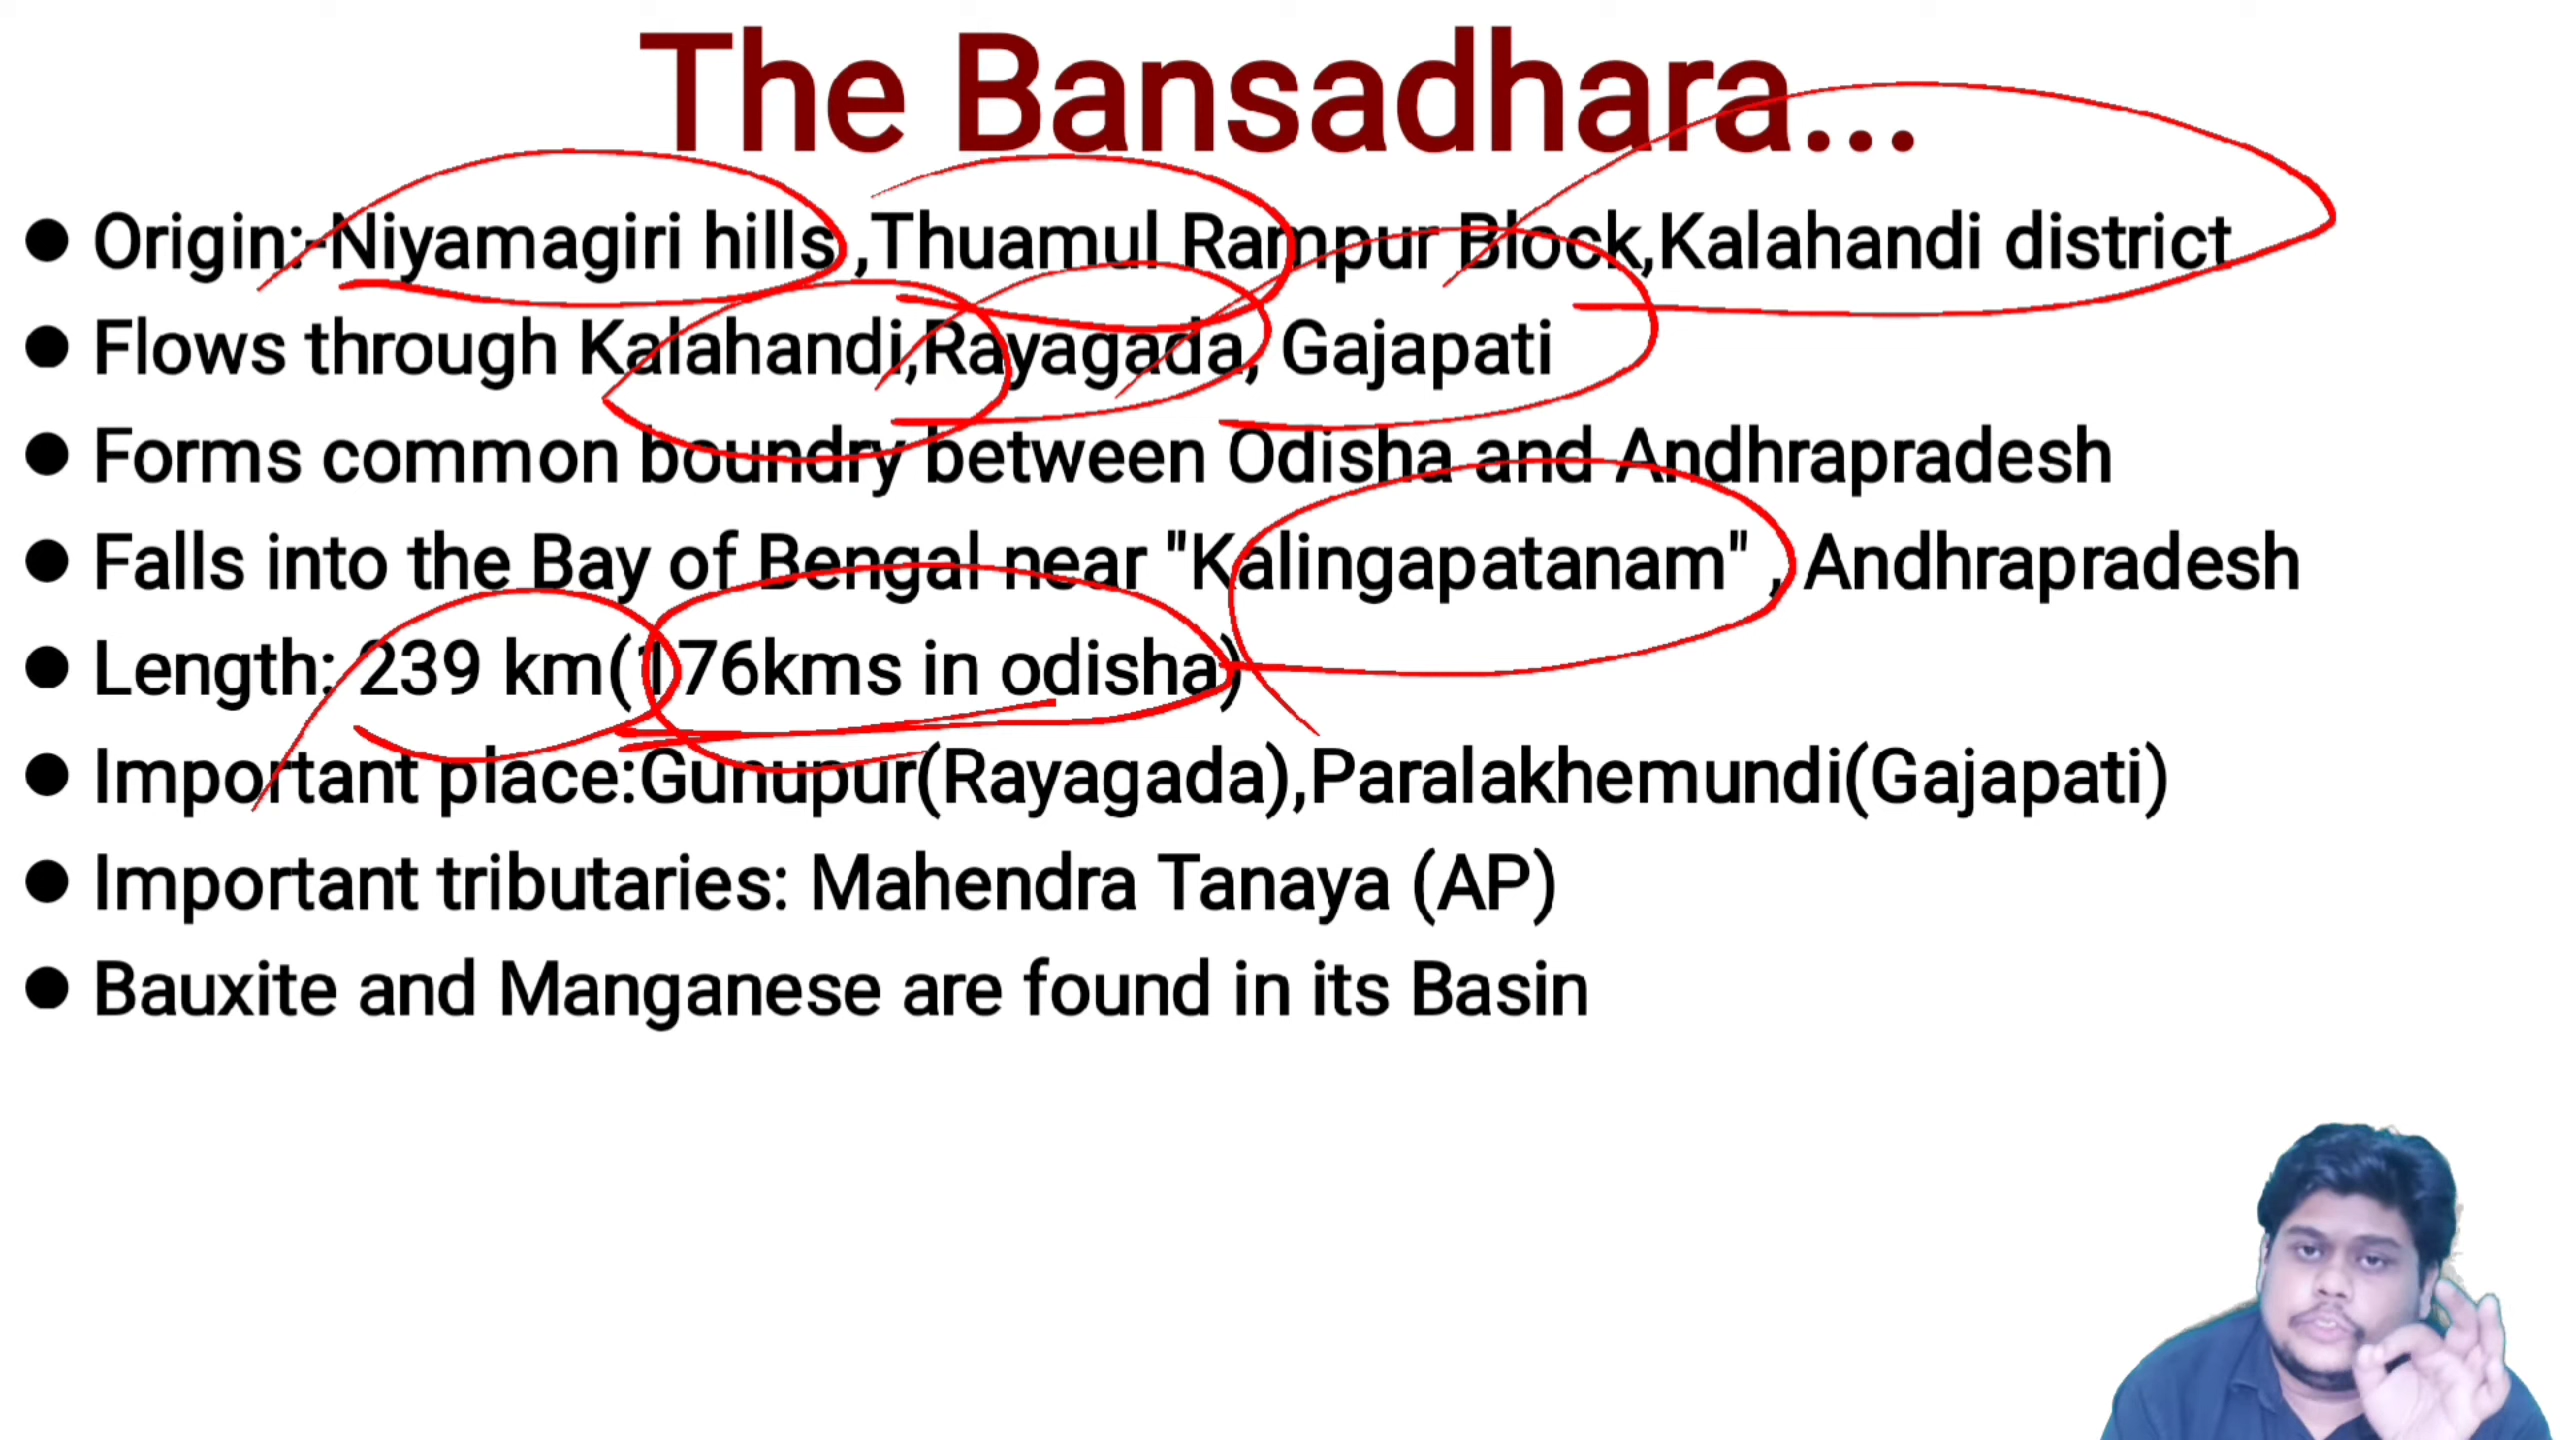 The Bansadhara...
● Origin:-Niyamagiri hills ,Thuamul Rampur Block,Kalahandi district
● Flows through Kalahandi,Rayagada, Gajapati
● Forms common boundry between Odisha and Andhrapradesh
● Falls into the Bay of Bengal near "Kalingapatanam" , Andhrapradesh
● Length: 239 km(176kms in odisha)
● Important place:Gunupur(Rayagada),Paralakhemundi(Gajapati)
● Important tributaries: Mahendra Tanaya (AP)
● Bauxite and Manganese are found in its Basin